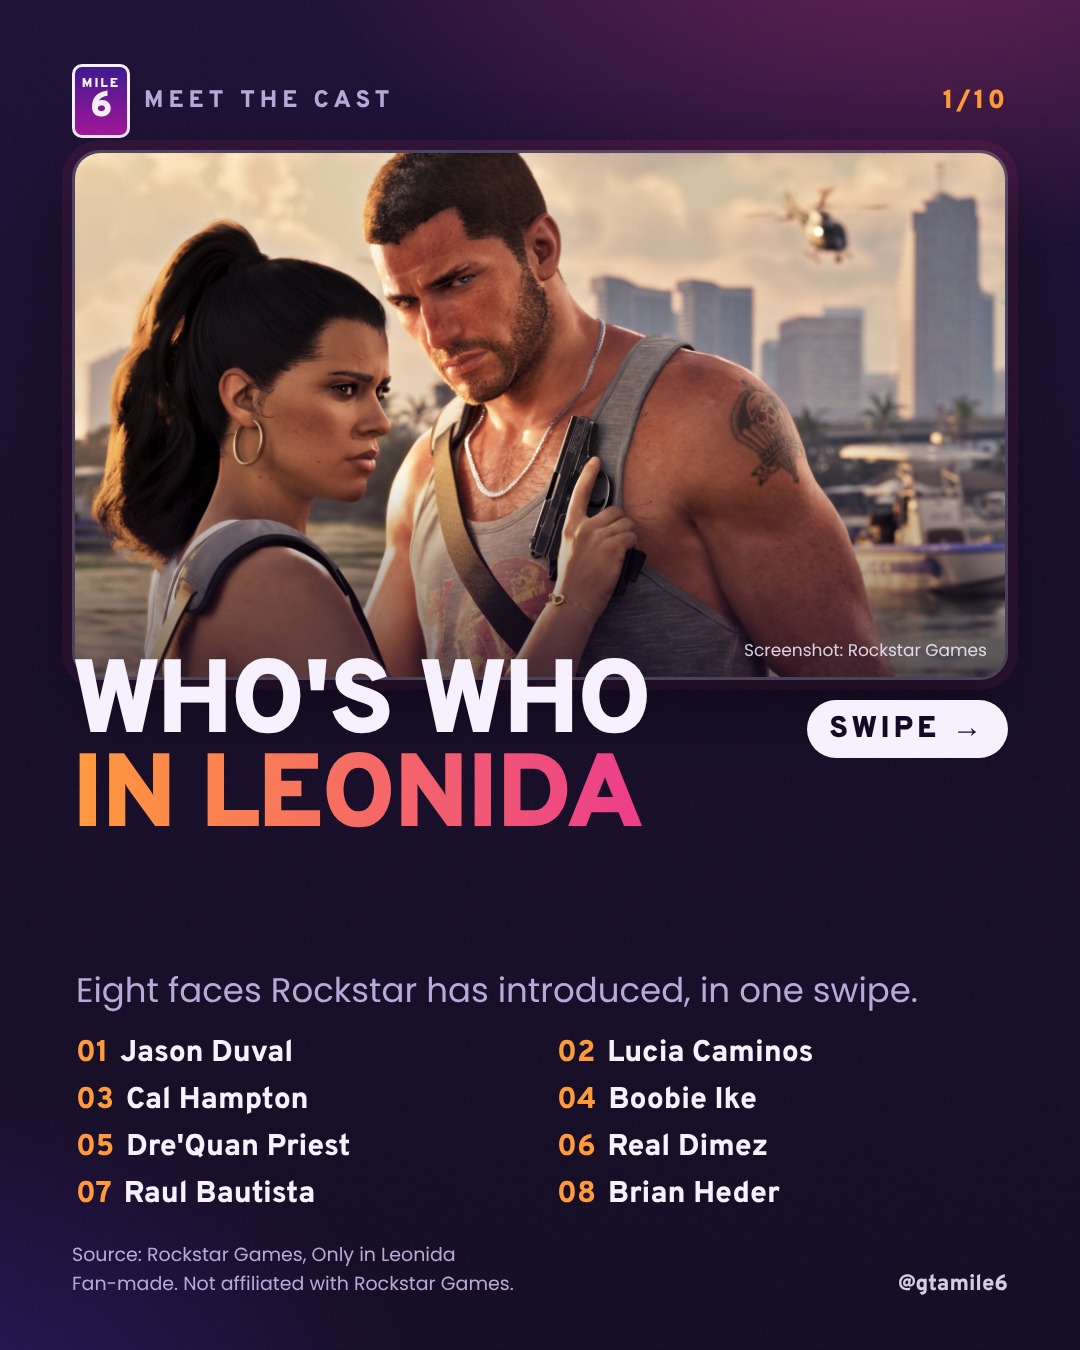 MILE
6
MEET THE CAST
1/10
Screenshot: Rockstar Games
WHO'S WHO
IN LEONIDA
SWIPE →
Eight faces Rockstar has introduced, in one swipe.
01 Jason Duval
02 Lucia Caminos
03 Cal Hampton
04 Boobie Ike
05 Dre'Quan Priest
06 Real Dimez
07 Raul Bautista
08 Brian Heder
Source: Rockstar Games, Only in Leonida
Fan-made. Not affiliated with Rockstar Games.
@gtamile6